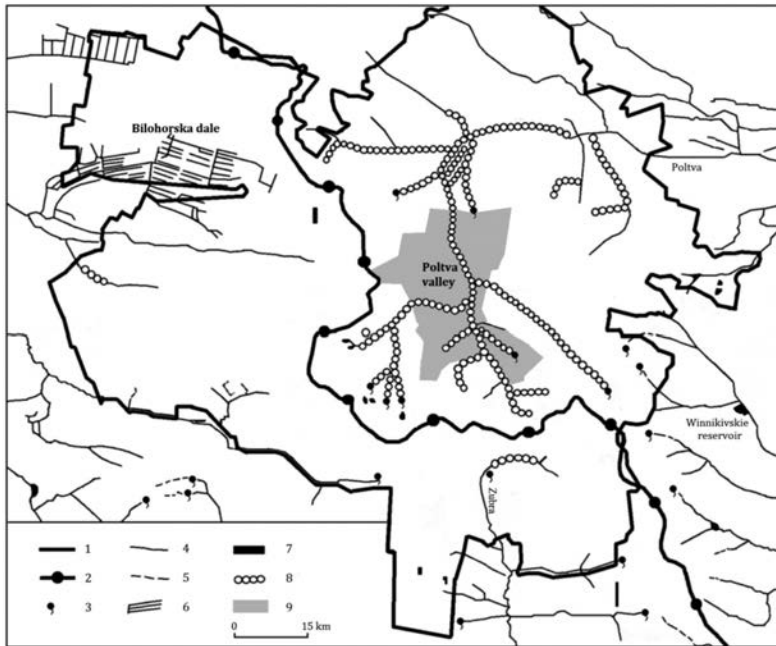 Bilohorska dale
Poltva
Poltva
valley
Winnikivskie
reservoir
Zubra
1
2
3
4
5
6
7
8
9
0 15 km